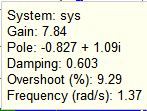 System: sys
Gain: 7.84
Pole: -0.827 + 1.09i
Damping: 0.603
Overshoot (%): 9.29
Frequency (rad/s): 1.37